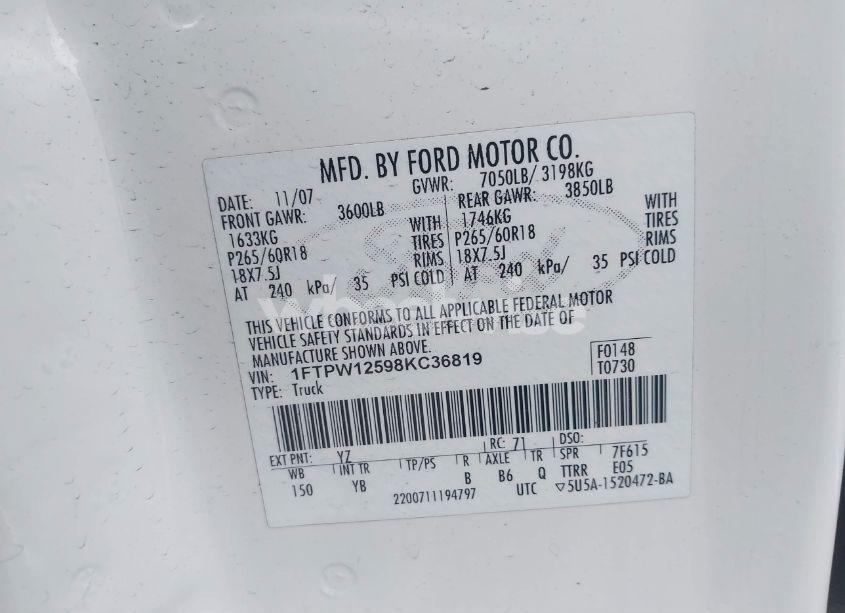 MFD. BY FORD MOTOR CO.
DATE: 11/07 GVWR: 7050LB/ 3198KG
FRONT GAWR: 3600LB REAR GAWR: 3850LB
1633KG WITH 1746KG WITH
P265/60R18 TIRES P265/60R18 TIRES
18X7.5J RIMS 18X7.5J RIMS
AT 240 kPa/ 35 PSI COLD AT 240 kPa/ 35 PSI COLD
THIS VEHICLE CONFORMS TO ALL APPLICABLE FEDERAL MOTOR
VEHICLE SAFETY STANDARDS IN EFFECT ON THE DATE OF
MANUFACTURE SHOWN ABOVE.
VIN: 1FTPW12598KC36819 F0148
TYPE: Truck T0730
EXT PNT: YZ RC: 71 DSO:
WB INT TR TP/PS R AXLE TR SPR 7F615
150 YB B B6 Q TTRR E05
2200711194797 UTC ▽5U5A-1520472-BA